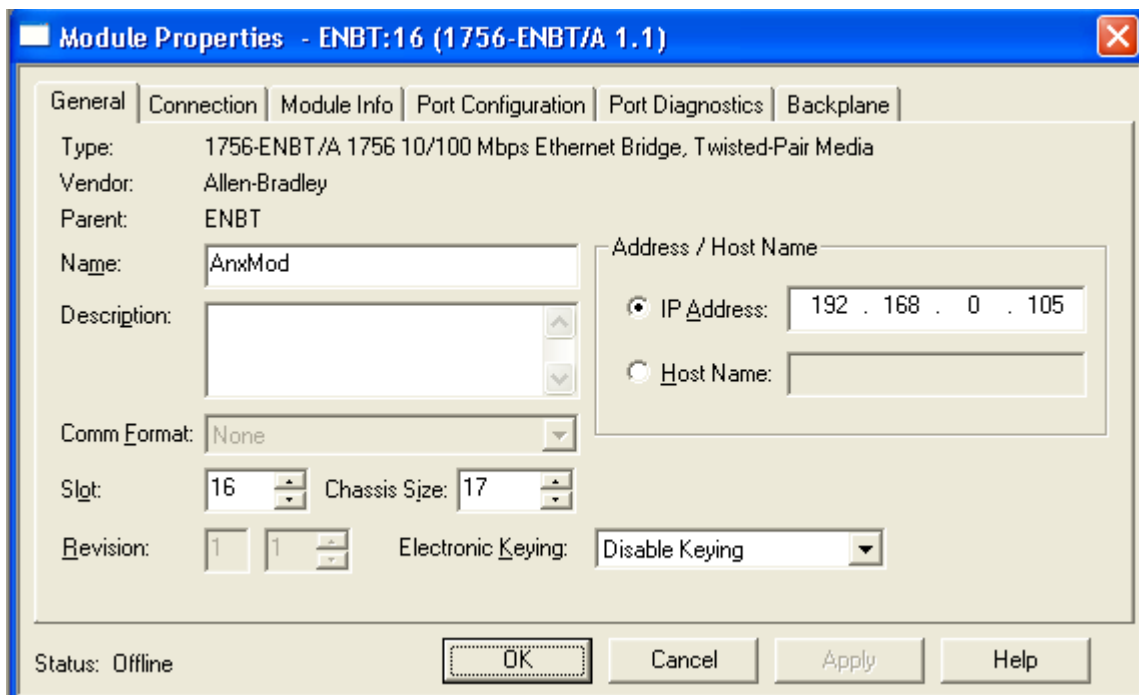 Module Properties - ENBT:16 (1756-ENBT/A 1.1)
General Connection Module Info Port Configuration Port Diagnostics Backplane
Type: 1756-ENBT/A 1756 10/100 Mbps Ethernet Bridge, Twisted-Pair Media
Vendor: Allen-Bradley
Parent: ENBT
Name: AnxMod
Address / Host Name
IP Address: 192 . 168 . 0 . 105
Description:
Host Name:
Comm Format: None
Slot: 16 Chassis Size: 17
Revision: 1 1 Electronic Keying: Disable Keying
Status: Offline OK Cancel Apply Help